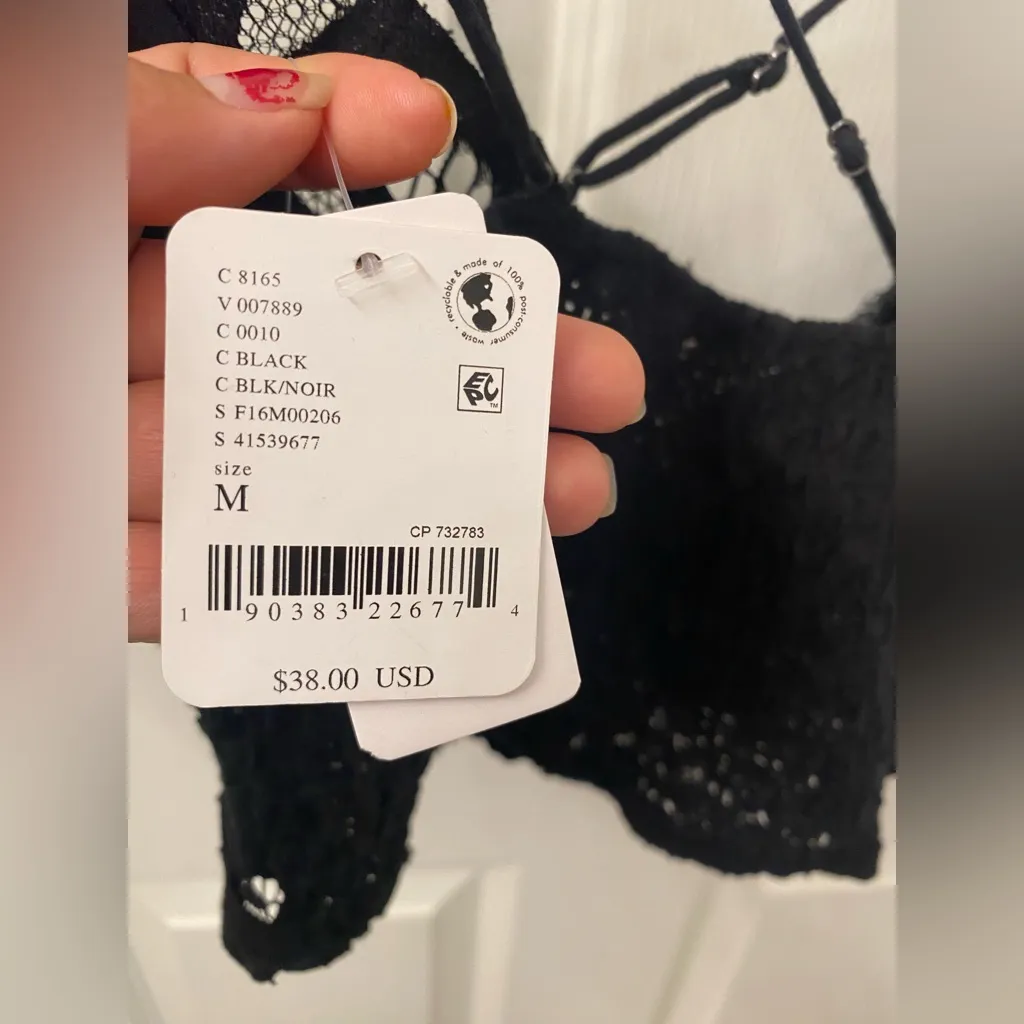 C 8165
V 007889
C 0010
C BLACK
C BLK/NOIR
S F16M00206
S 41539677
size
M
recyclable & made of 100% post-consumer waste •
EPC™
CP 732783
1 90383 22677 4
$38.00 USD